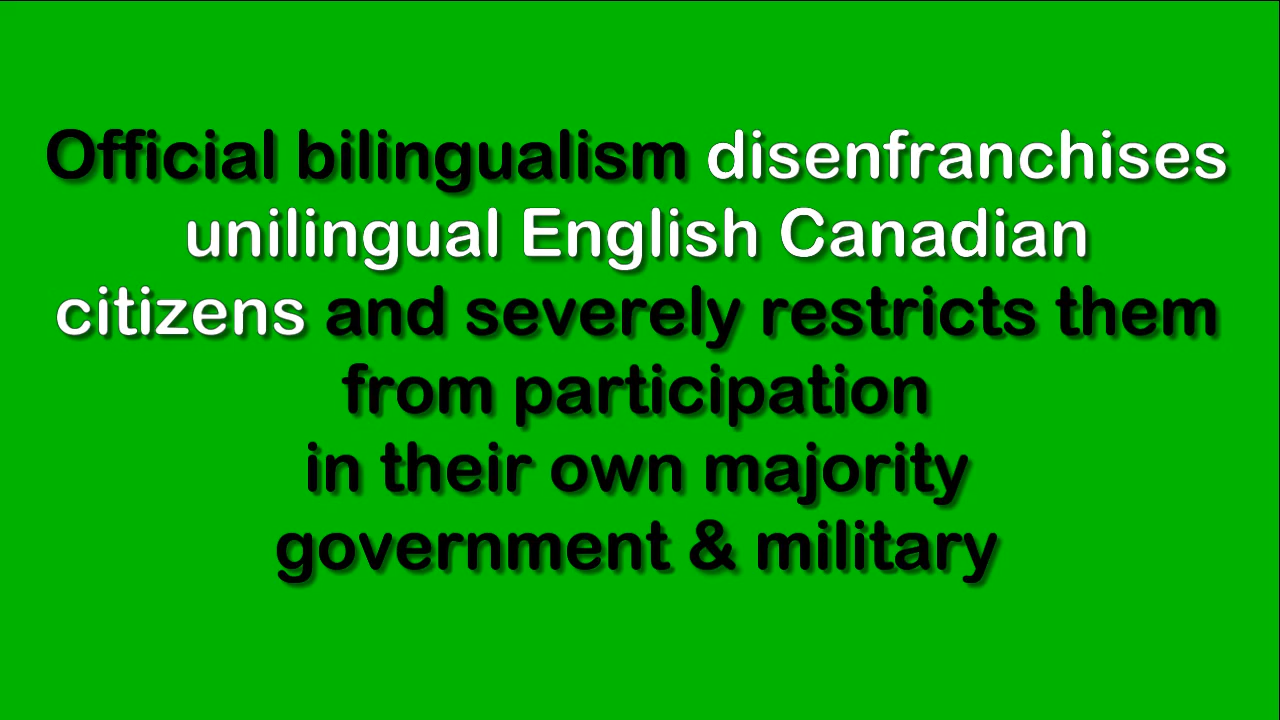 Official bilingualism disenfranchises
unilingual English Canadian
citizens and severely restricts them
from participation
in their own majority
government & military